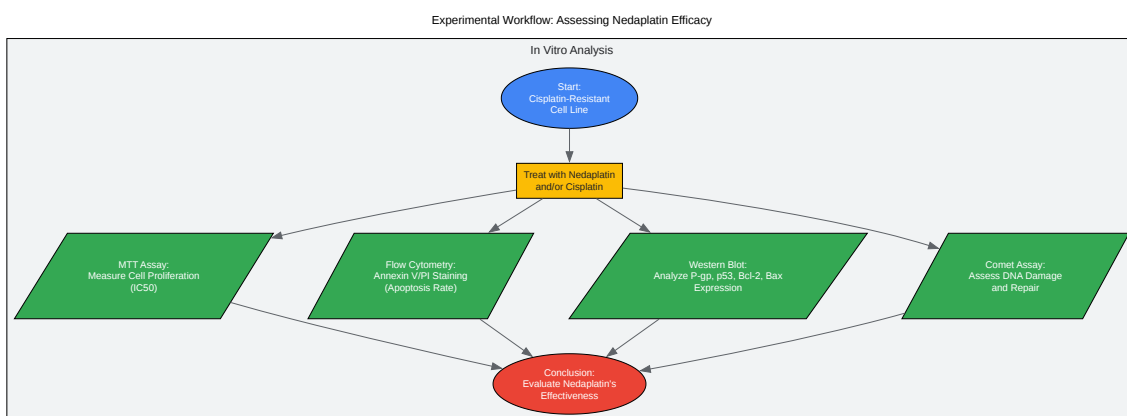 Experimental Workflow: Assessing Nedaplatin Efficacy
In Vitro Analysis
Start:
Cisplatin-Resistant
Cell Line
Treat with Nedaplatin
and/or Cisplatin
MTT Assay:
Measure Cell Proliferation
(IC50)
Flow Cytometry:
Annexin V/PI Staining
(Apoptosis Rate)
Western Blot:
Analyze P-gp, p53, Bcl-2, Bax
Expression
Comet Assay:
Assess DNA Damage
and Repair
Conclusion:
Evaluate Nedaplatin's
Effectiveness